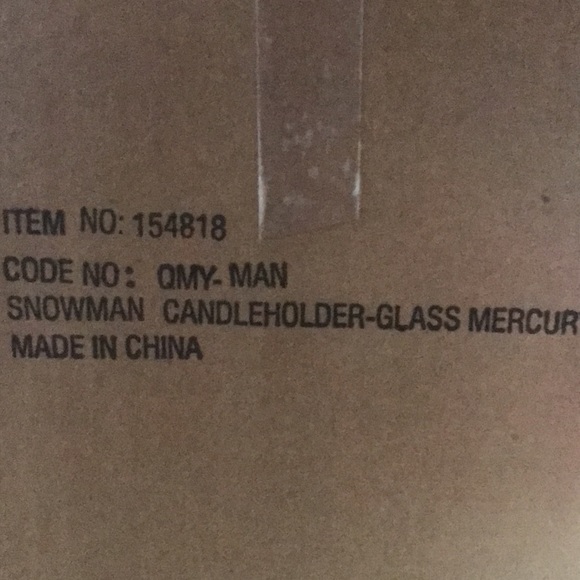 ITEM NO: 154818
CODE NO: QMY-MAN
SNOWMAN CANDLEHOLDER-GLASS MERCUR
MADE IN CHINA